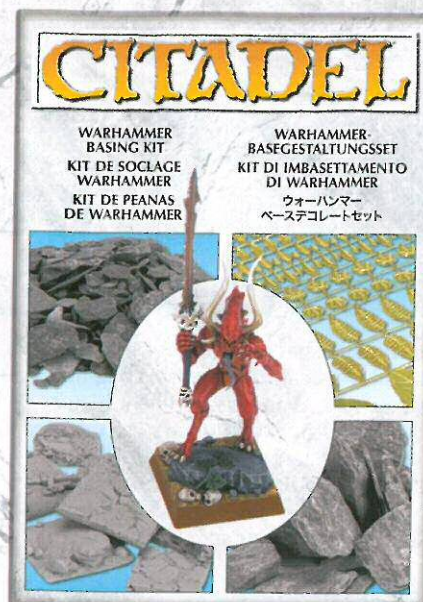 CITADEL
WARHAMMER
BASING KIT
KIT DE SOCLAGE
WARHAMMER
KIT DE PEANAS
DE WARHAMMER
WARHAMMER-
BASEGESTALTUNGSSET
KIT DI IMBASETTAMENTO
DI WARHAMMER
ウォーハンマー
ベースデコレートセット